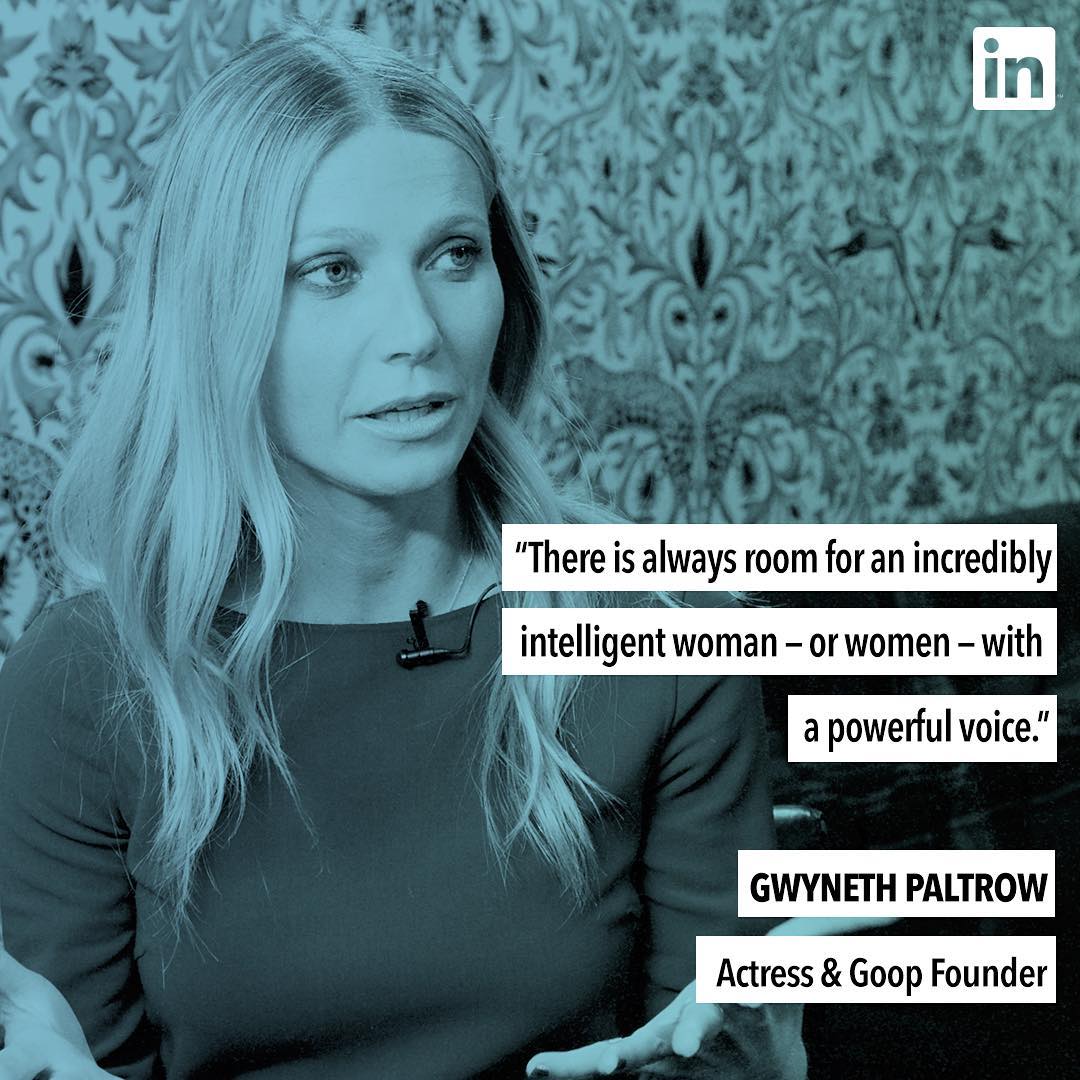 in
“There is always room for an incredibly
intelligent woman – or women – with
a powerful voice.”
GWYNETH PALTROW
Actress & Goop Founder